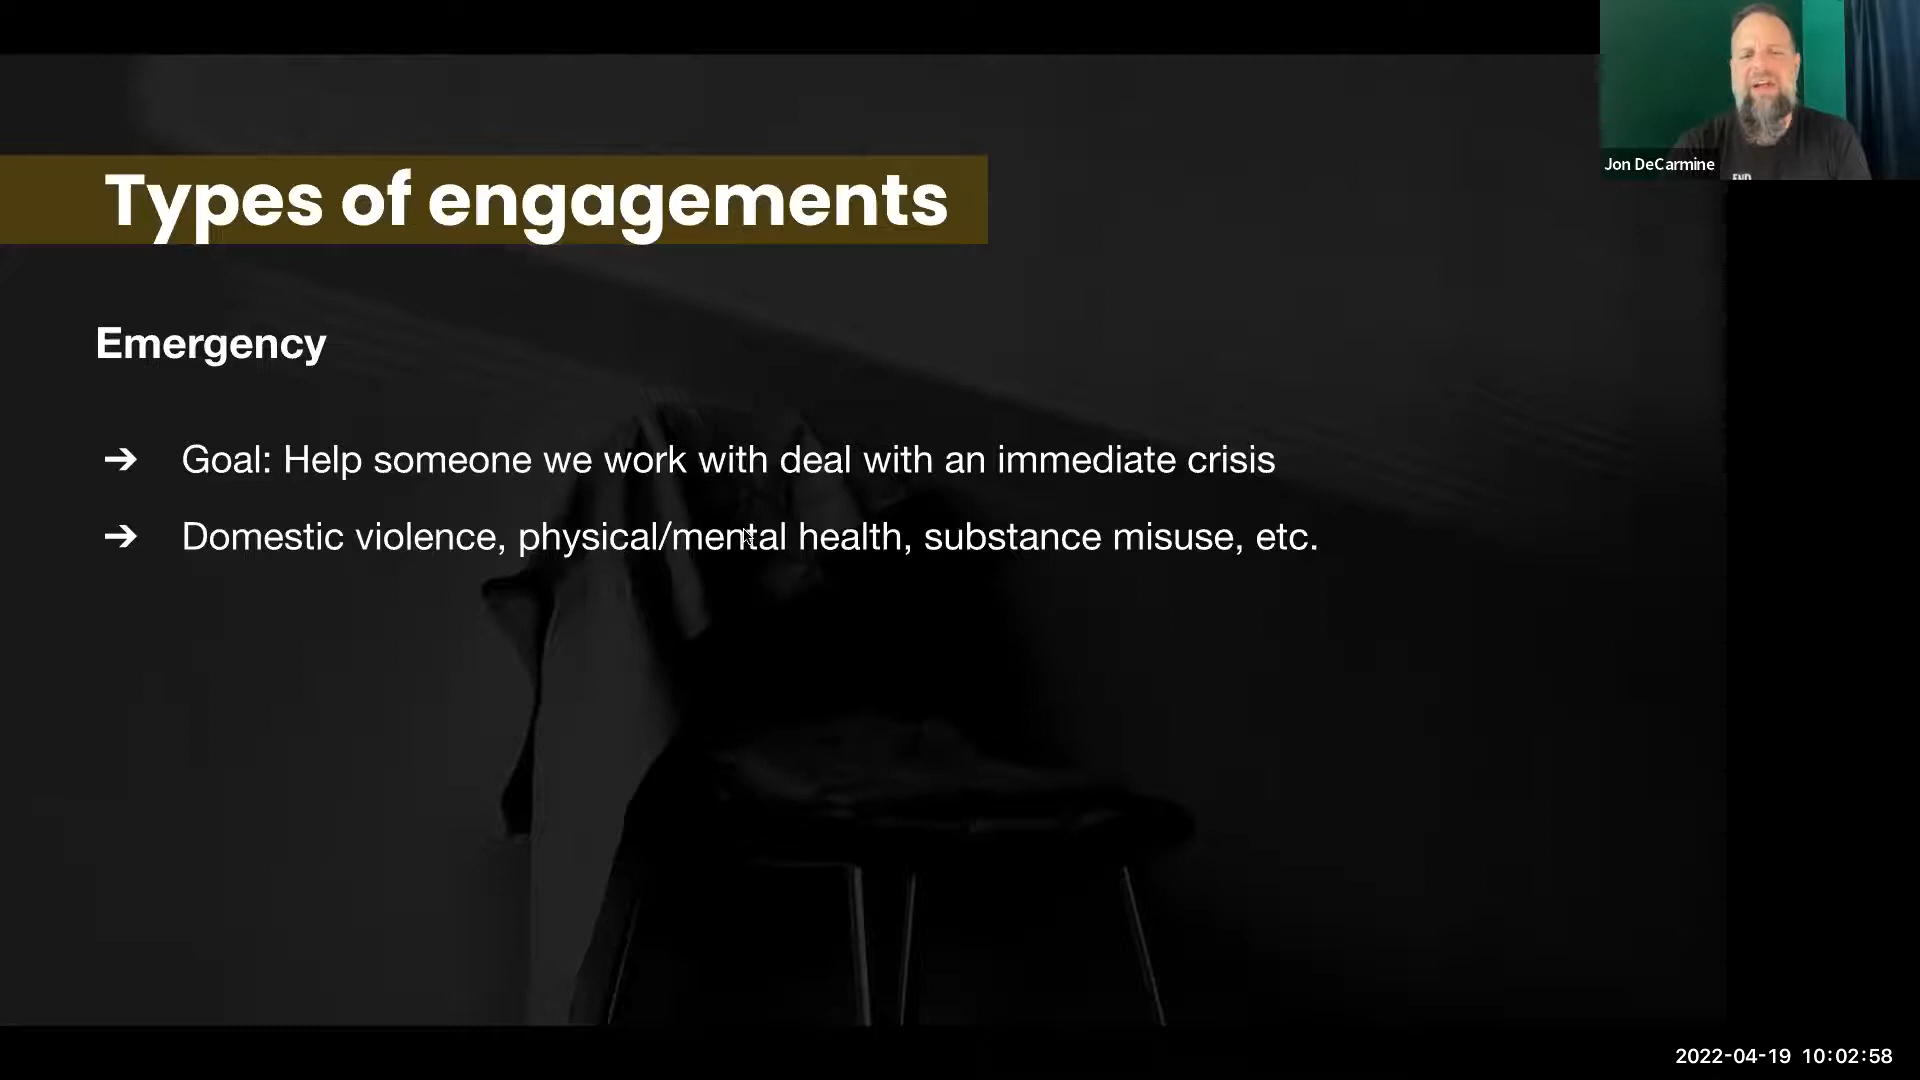 Types of engagements
Jon DeCarmine
END
Emergency
➔ Goal: Help someone we work with deal with an immediate crisis
➔ Domestic violence, physical/mental health, substance misuse, etc.
2022-04-19 10:02:58